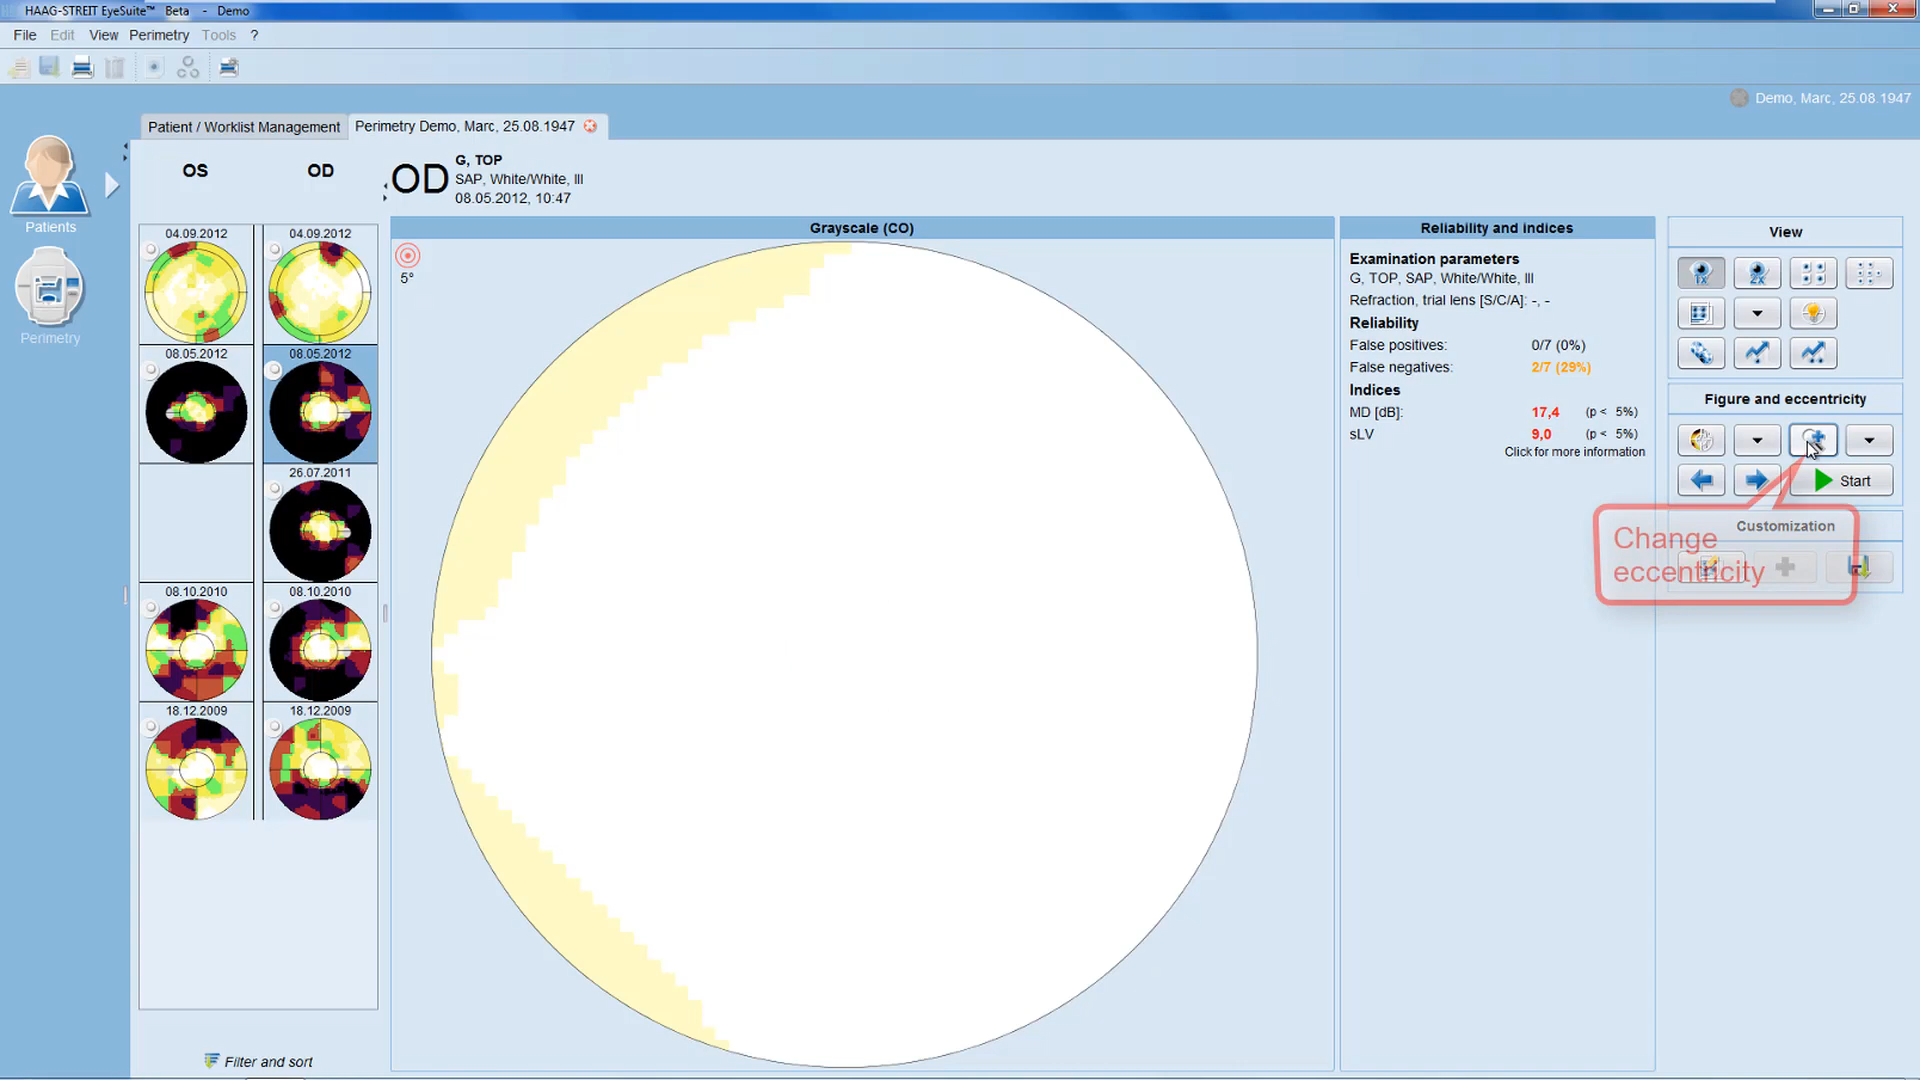 HAAG-STREIT EyeSuite™ Beta - Demo
File Edit View Perimetry Tools ?
Demo, Marc, 25.08.1947
Patient / Worklist Management
Perimetry Demo, Marc, 25.08.1947
Patients
Perimetry
OS
OD
04.09.2012
04.09.2012
08.05.2012
08.05.2012
26.07.2011
08.10.2010
08.10.2010
18.12.2009
18.12.2009
Filter and sort
OD
G, TOP
SAP, White/White, III
08.05.2012, 10:47
Grayscale (CO)
5°
Reliability and indices
Examination parameters
G, TOP, SAP, White/White, III
Refraction, trial lens [S/C/A]: -, -
Reliability
False positives: 0/7 (0%)
False negatives: 2/7 (29%)
Indices
MD [dB]: 17,4 (p < 5%)
sLV 9,0 (p < 5%)
Click for more information
View
1X
2X
Figure and eccentricity
Start
Customization
Change
eccentricity